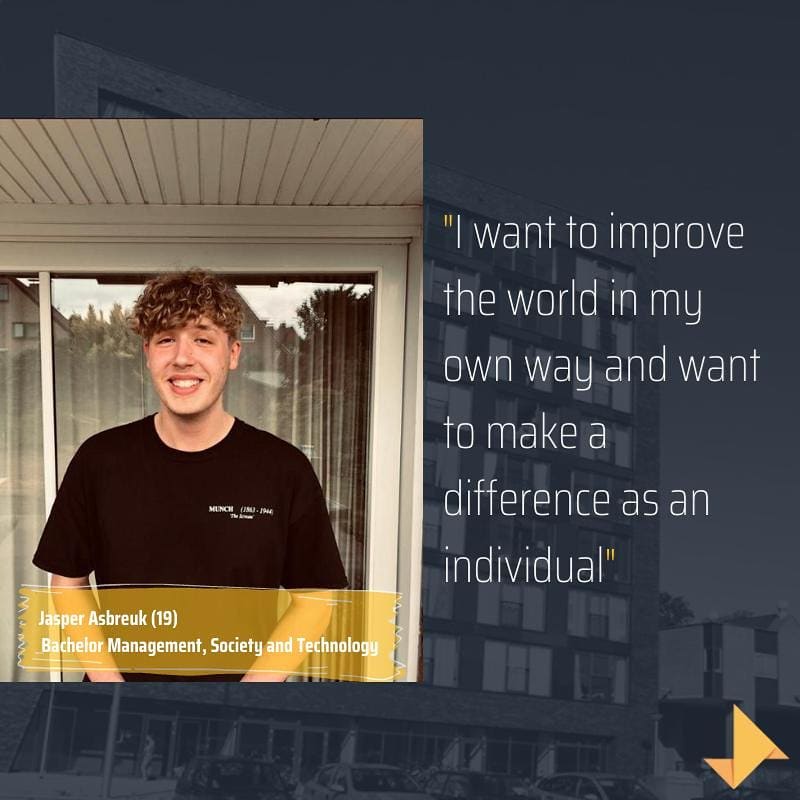 "I want to improve
the world in my
own way and want
to make a
difference as an
individual"
MUNCH (1863 - 1944)
'The Scream'
Jasper Asbreuk (19)
Bachelor Management, Society and Technology